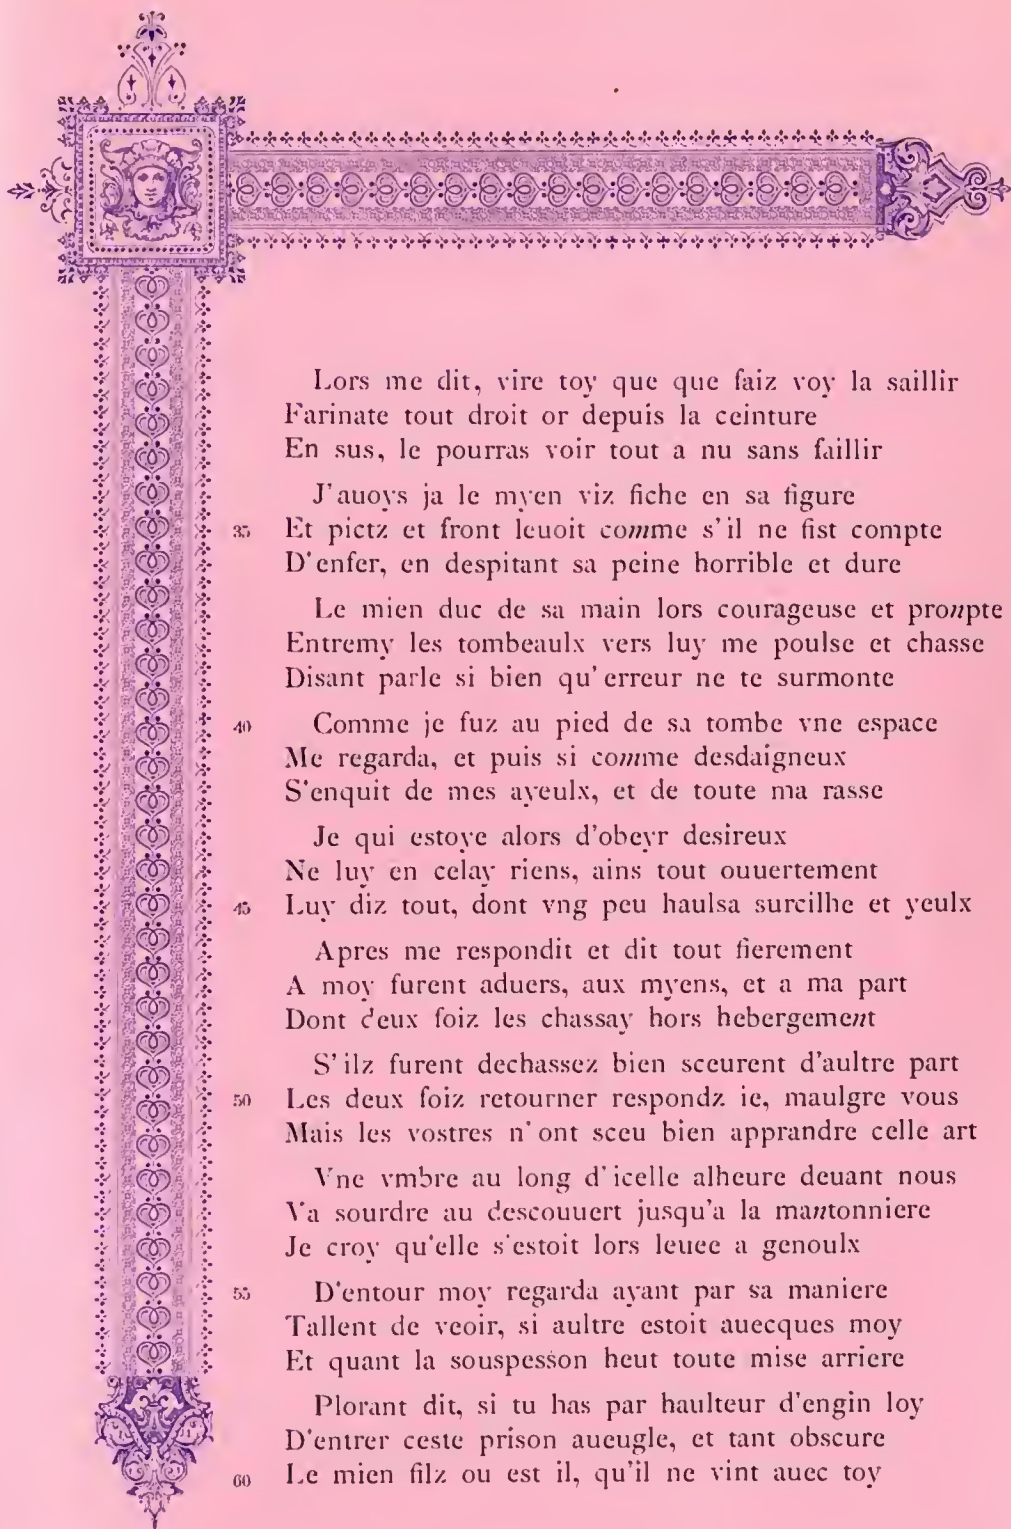 Lors me dit, vire toy que que faiz voy la saillir
Farinate tout droit or depuis la ceinture
En sus, le pourras voir tout a nu sans faillir
J'auoys ja le myen viz fiche en sa figure
35 Et pictz et front leuoit comme s'il ne fist compte
D'enfer, en despitant sa peine horrible et dure
Le mien duc de sa main lors courageuse et pronpte
Entremy les tombeaulx vers luy me poulse et chasse
Disant parle si bien qu'erreur ne te surmonte
40 Comme je fuz au pied de sa tombe vne espace
Me regarda, et puis si comme desdaigneux
S'enquit de mes ayeulx, et de toute ma rasse
Je qui estoye alors d'obeyr desireux
Ne luy en celay riens, ains tout ouuertement
45 Luy diz tout, dont vng peu haulsa surcilhe et yeulx
Apres me respondit et dit tout fierement
A moy furent aduers, aux myens, et a ma part
Dont deux foiz les chassay hors hebergement
S'ilz furent dechassez bien sceurent d'aultre part
50 Les deux foiz retourner respondz ie, maulgre vous
Mais les vostres n'ont sceu bien apprandre celle art
Vne vmbre au long d'icelle alheure deuant nous
Va sourdre au descouuert jusqu'a la mantonniere
Je croy qu'elle s'estoit lors leuee a genoulx
55 D'entour moy regarda ayant par sa maniere
Tallent de veoir, si aultre estoit auecques moy
Et quant la souspesson heut toute mise arriere
Plorant dit, si tu has par haulteur d'engin loy
D'entrer ceste prison aueugle, et tant obscure
60 Le mien filz ou est il, qu'il ne vint auec toy